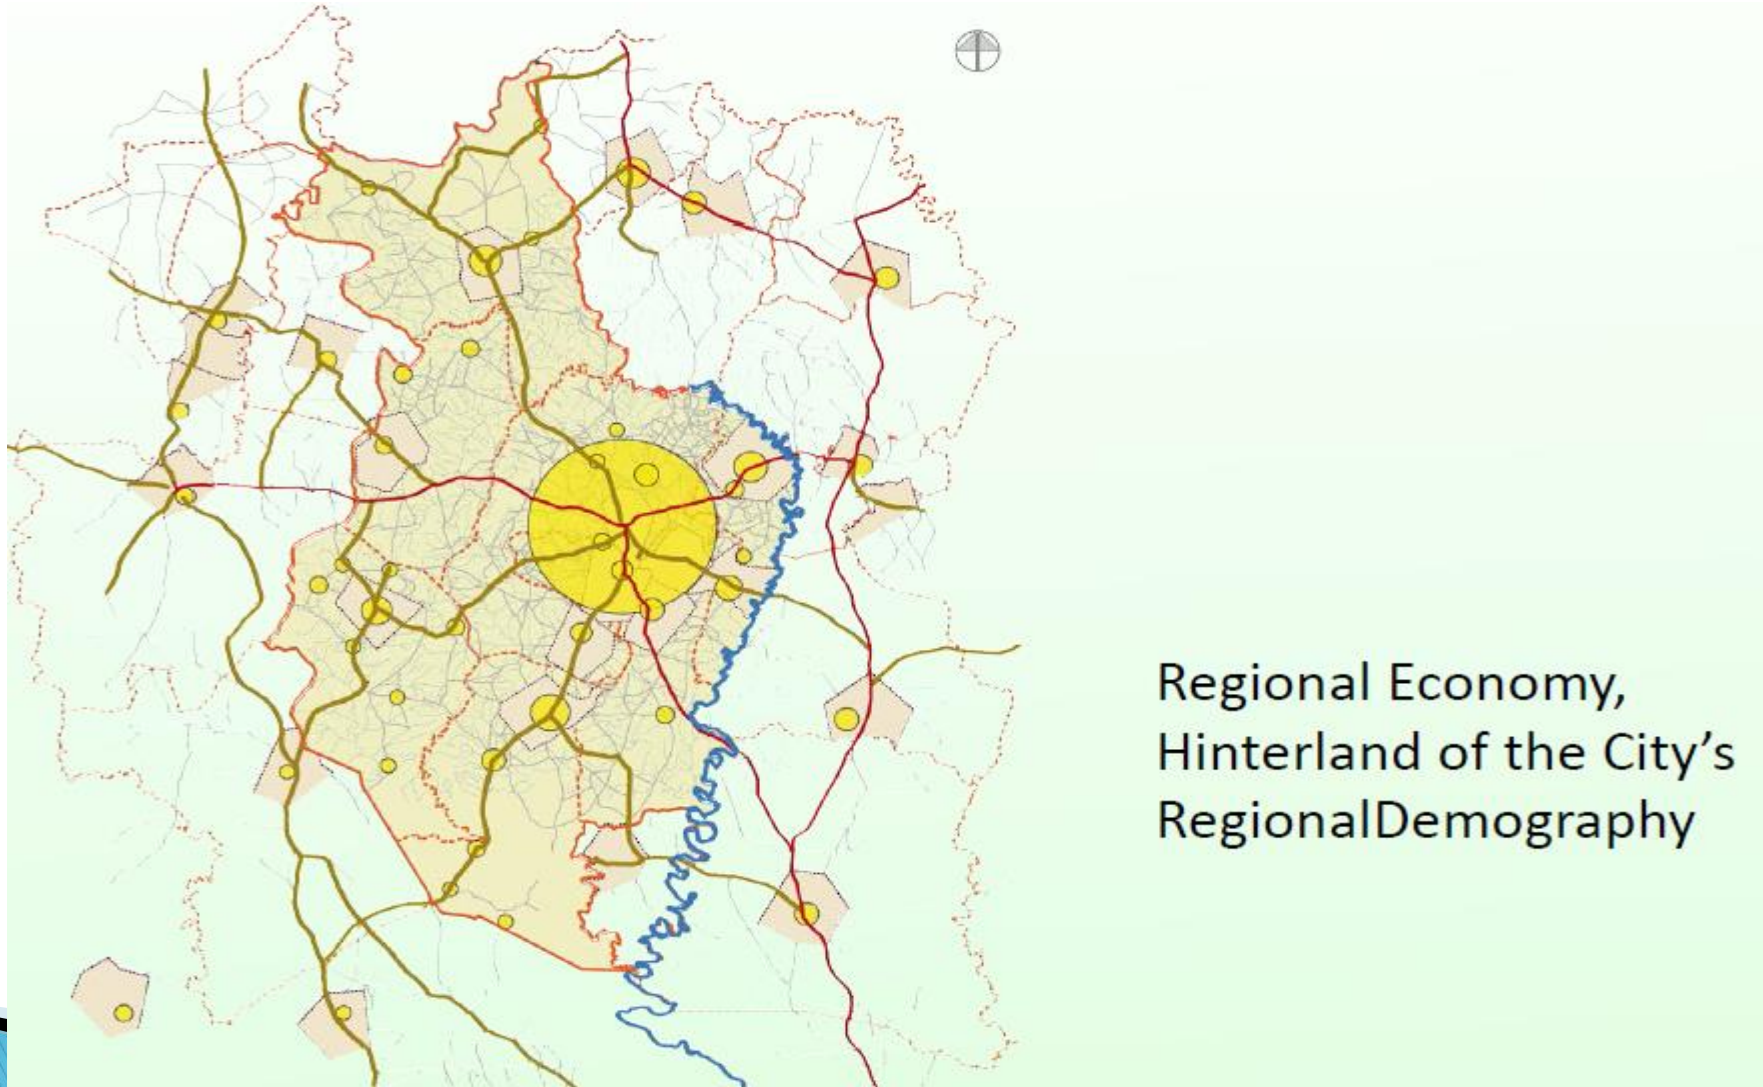 Regional Economy,
Hinterland of the City’s
RegionalDemography